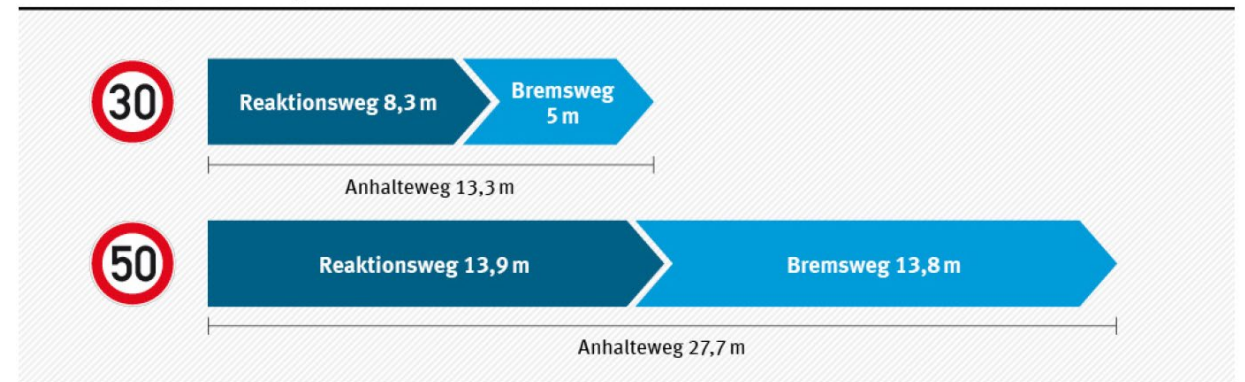 30
Reaktionsweg 8,3 m
Bremsweg
5 m
Anhalteweg 13,3 m
50
Reaktionsweg 13,9 m
Bremsweg 13,8 m
Anhalteweg 27,7 m